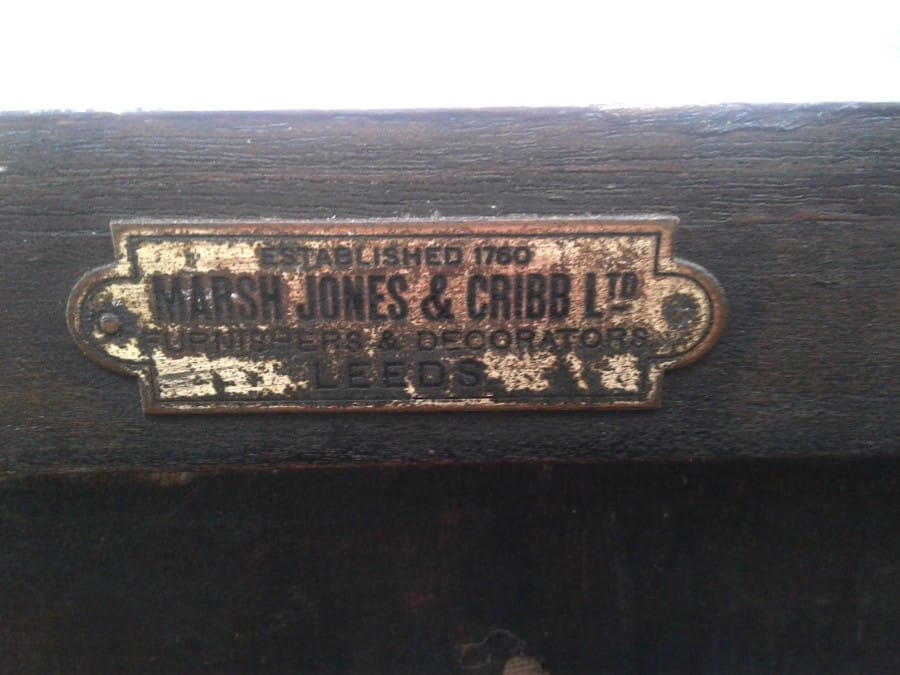 ESTABLISHED 1760
MARSH JONES & CRIBB LTD
FURNISHERS & DECORATORS
LEEDS